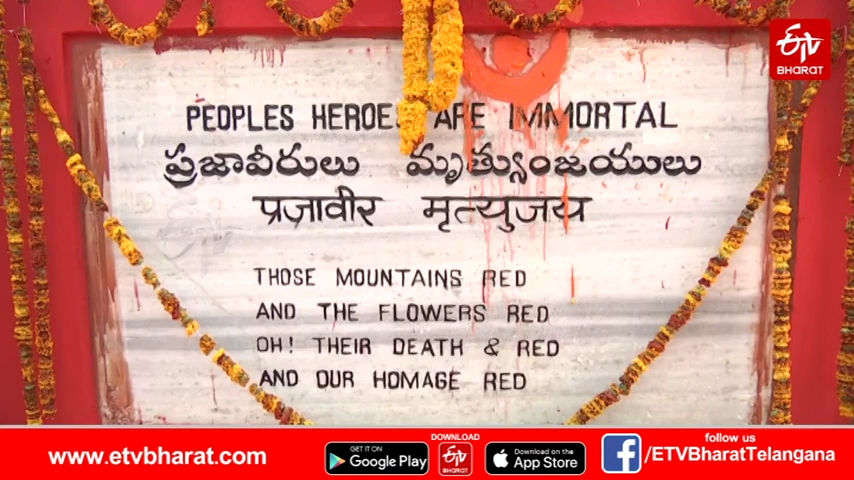 ETV
BHARAT
PEOPLES HEROES ARE IMMORTAL
ప్రజావీరులు మృత్యుంజయులు
प्रजावीर मृत्युजय
THOSE MOUNTAINS RED
AND THE FLOWERS RED
OH! THEIR DEATH & RED
AND OUR HOMAGE RED
www.etvbharat.com
GET IT ON
Google Play
DOWNLOAD
ETV
BHARAT
Download on the
App Store
follow us
/ETVBharatTelangana